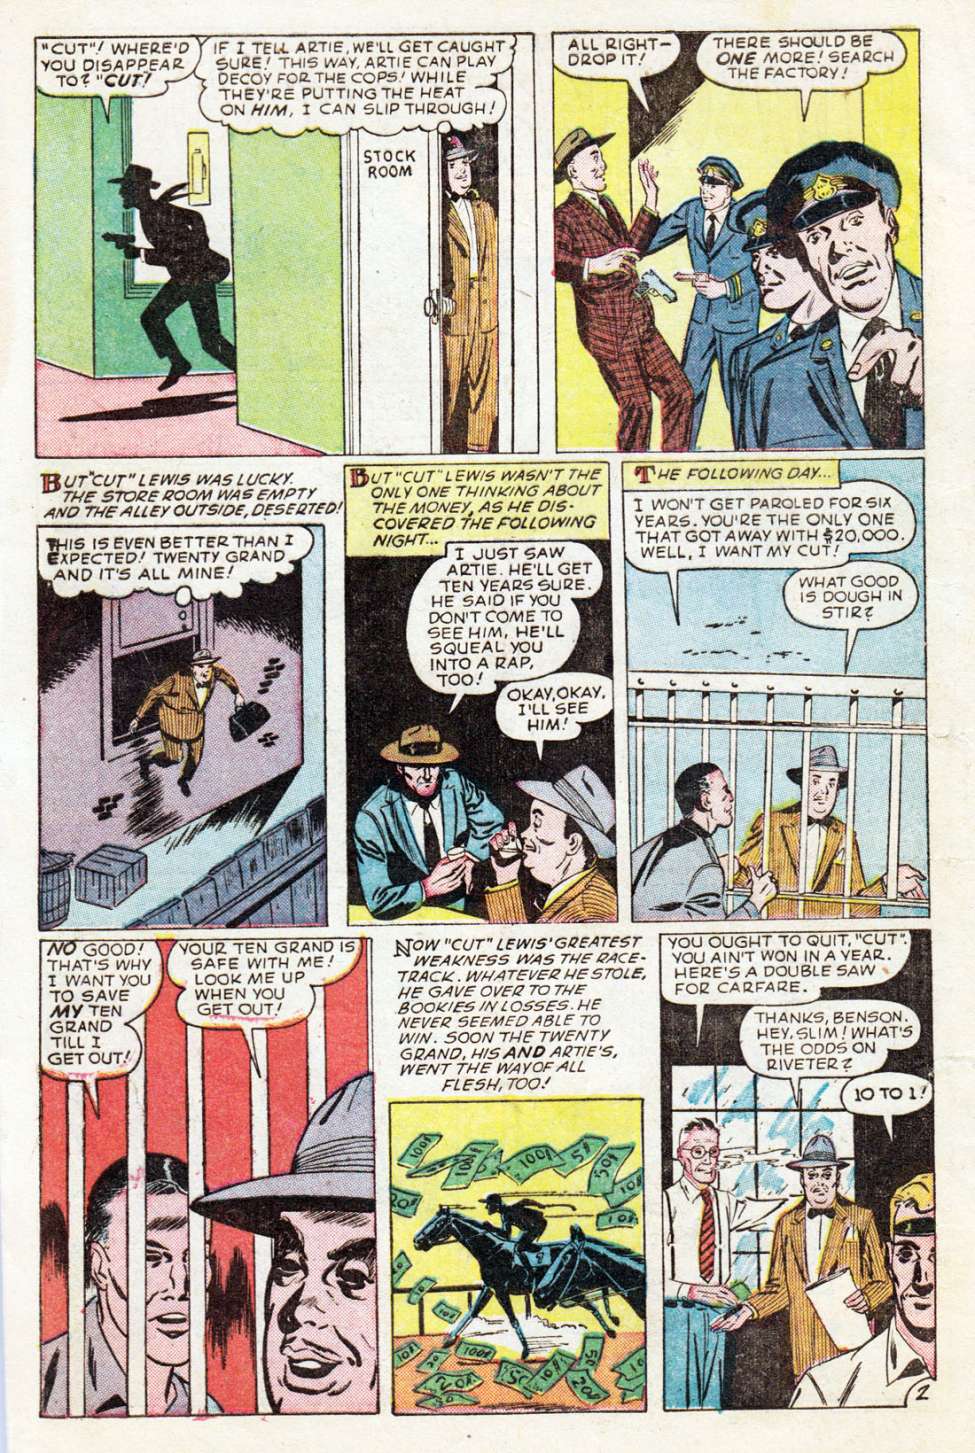 "CUT"! WHERE'D
YOU DISAPPEAR
TO? "CUT!
IF I TELL ARTIE, WE'LL GET CAUGHT
SURE! THIS WAY, ARTIE CAN PLAY
DECOY FOR THE COPS! WHILE
THEY'RE PUTTING THE HEAT
ON HIM, I CAN SLIP THROUGH!
STOCK
ROOM
ALL RIGHT-
DROP IT!
THERE SHOULD BE
ONE MORE! SEARCH
THE FACTORY!
BUT "CUT" LEWIS WAS LUCKY.
THE STORE ROOM WAS EMPTY
AND THE ALLEY OUTSIDE, DESERTED!
THIS IS EVEN BETTER THAN I
EXPECTED! TWENTY GRAND
AND IT'S ALL MINE!
BUT "CUT" LEWIS WASN'T THE
ONLY ONE THINKING ABOUT
THE MONEY, AS HE DIS-
COVERED THE FOLLOWING
NIGHT...
I JUST SAW
ARTIE. HE'LL GET
TEN YEARS SURE.
HE SAID IF YOU
DON'T COME TO
SEE HIM, HE'LL
SQUEAL YOU
INTO A RAP,
TOO!
OKAY, OKAY,
I'LL SEE
HIM!
THE FOLLOWING DAY...
I WON'T GET PAROLED FOR SIX
YEARS. YOU'RE THE ONLY ONE
THAT GOT AWAY WITH $20,000.
WELL, I WANT MY CUT!
WHAT GOOD
IS DOUGH IN
STIR?
NO GOOD!
THAT'S WHY
I WANT YOU
TO SAVE
MY TEN
GRAND
TILL I
GET OUT!
YOUR TEN GRAND IS
SAFE WITH ME!
LOOK ME UP
WHEN YOU
GET OUT!
NOW "CUT" LEWIS' GREATEST
WEAKNESS WAS THE RACE-
TRACK. WHATEVER HE STOLE,
HE GAVE OVER TO THE
BOOKIES IN LOSSES. HE
NEVER SEEMED ABLE TO
WIN. SOON THE TWENTY
GRAND, HIS AND ARTIE'S,
WENT THE WAY OF ALL
FLESH, TOO!
YOU OUGHT TO QUIT, "CUT".
YOU AIN'T WON IN A YEAR.
HERE'S A DOUBLE SAW
FOR CARFARE.
THANKS, BENSON.
HEY, SLIM! WHAT'S
THE ODDS ON
RIVETER?
10 TO 1!
2